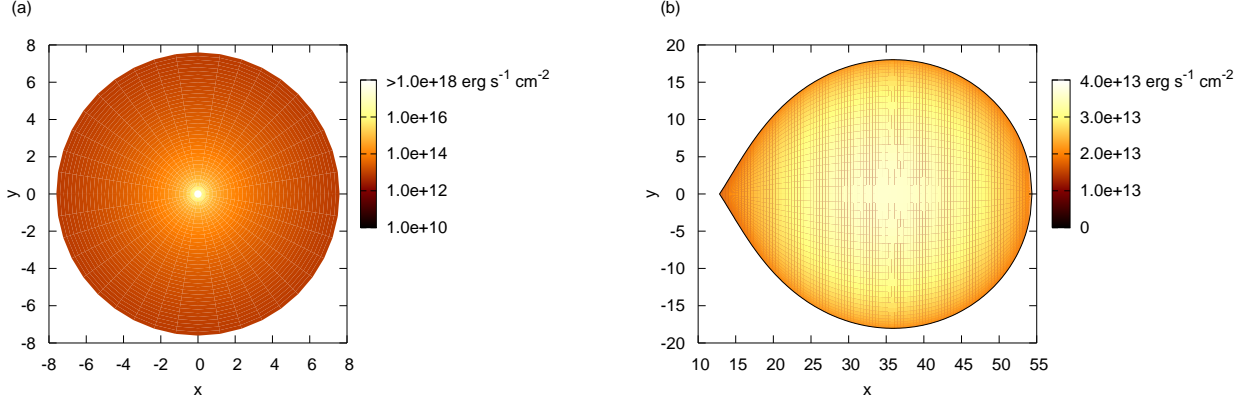 (a)
8
6
4
2
0
-2
-4
-6
-8
y
-8 -6 -4 -2 0 2 4 6 8
x
>1.0e+18 erg s⁻¹ cm⁻²
1.0e+16
1.0e+14
1.0e+12
1.0e+10
(b)
20
15
10
5
0
-5
-10
-15
-20
y
10 15 20 25 30 35 40 45 50 55
x
4.0e+13 erg s⁻¹ cm⁻²
3.0e+13
2.0e+13
1.0e+13
0